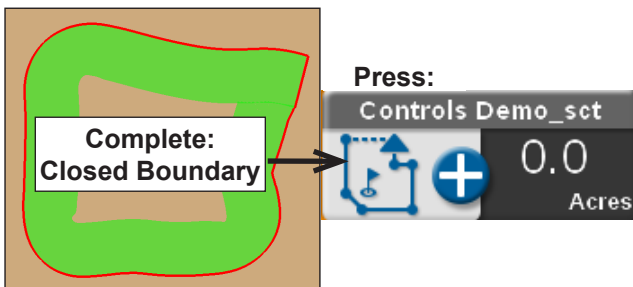 Press:
Controls Demo_sct
Complete:
Closed Boundary
0.0
Acres